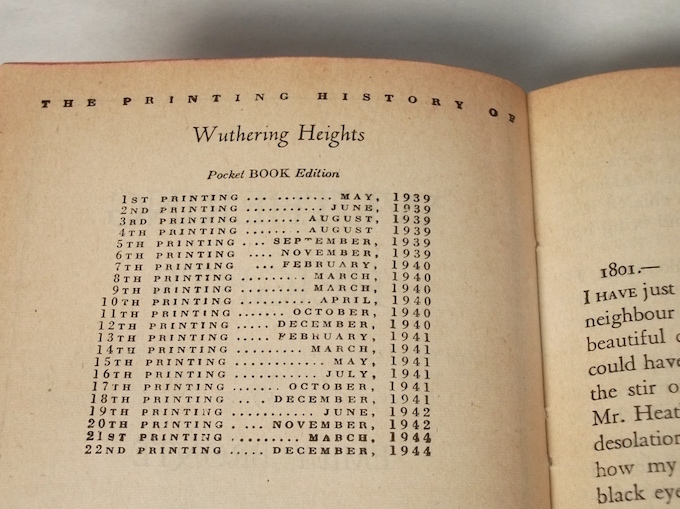 THE PRINTING HISTORY OF
Wuthering Heights
Pocket BOOK Edition
1ST PRINTING ... ......... MAY, 1939
2ND PRINTING ........... JUNE, 1939
3RD PRINTING ........ AUGUST, 1939
4TH PRINTING ........ AUGUST 1939
5TH PRINTING ... SEPTEMBER, 1939
6TH PRINTING .... NOVEMBER, 1939
7TH PRINTING ... FEBRUARY, 1940
8TH PRINTING ......... MARCH, 1940
9TH PRINTING ......... MARCH, 1940
10TH PRINTING .......... APRIL, 1940
11TH PRINTING ....... OCTOBER, 1940
12TH PRINTING ..... DECEMBER, 1940
13TH PRINTING ..... FEBRUARY, 1941
14TH PRINTING ......... MARCH, 1941
15TH PRINTING ............ MAY, 1941
16TH PRINTING ........... JULY, 1941
17TH PRINTING ....... OCTOBER, 1941
18TH PRINTING .. . DECEMBER, 1941
19TH PRINTING ........... JUNE, 1942
20TH PRINTING ... NOVEMBER, 1942
21ST PRINTING ......... MARCH, 1944
22ND PRINTING ..... DECEMBER, 1944
1801.—
I HAVE just
neighbour
beautiful
could have
the stir
Mr. Heat
desolation
how my
black eye